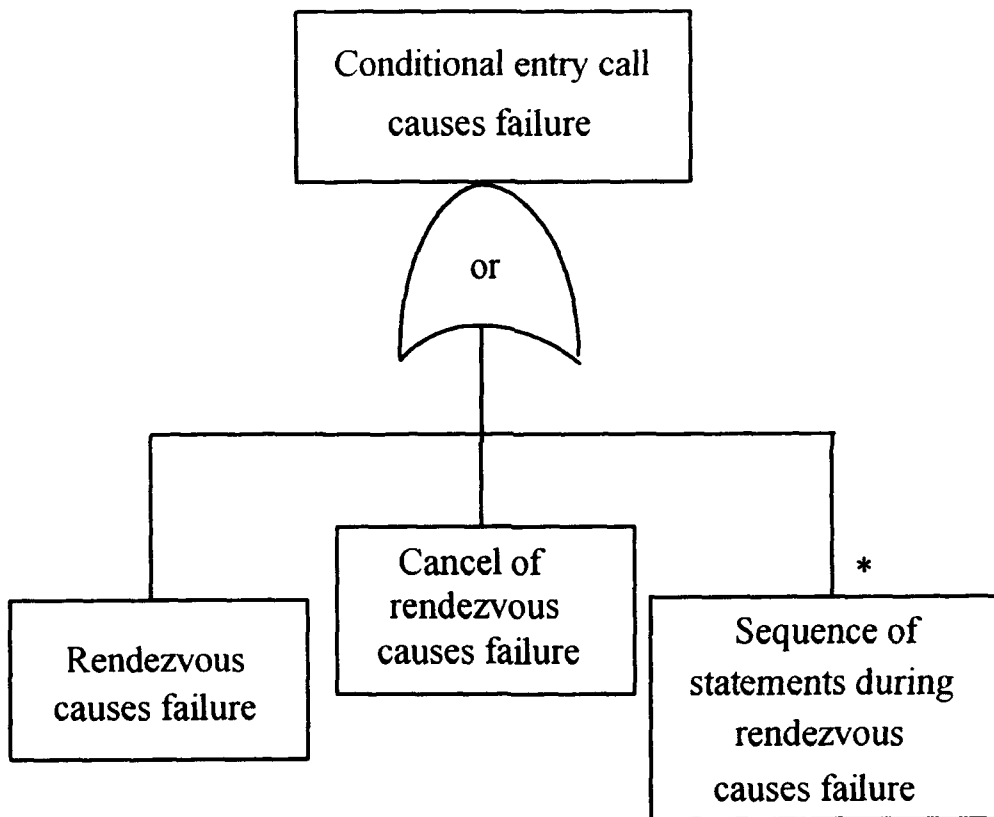 Conditional entry call
causes failure
or
Cancel of
rendezvous
causes failure
*
Rendezvous
causes failure
Sequence of
statements during
rendezvous
causes failure